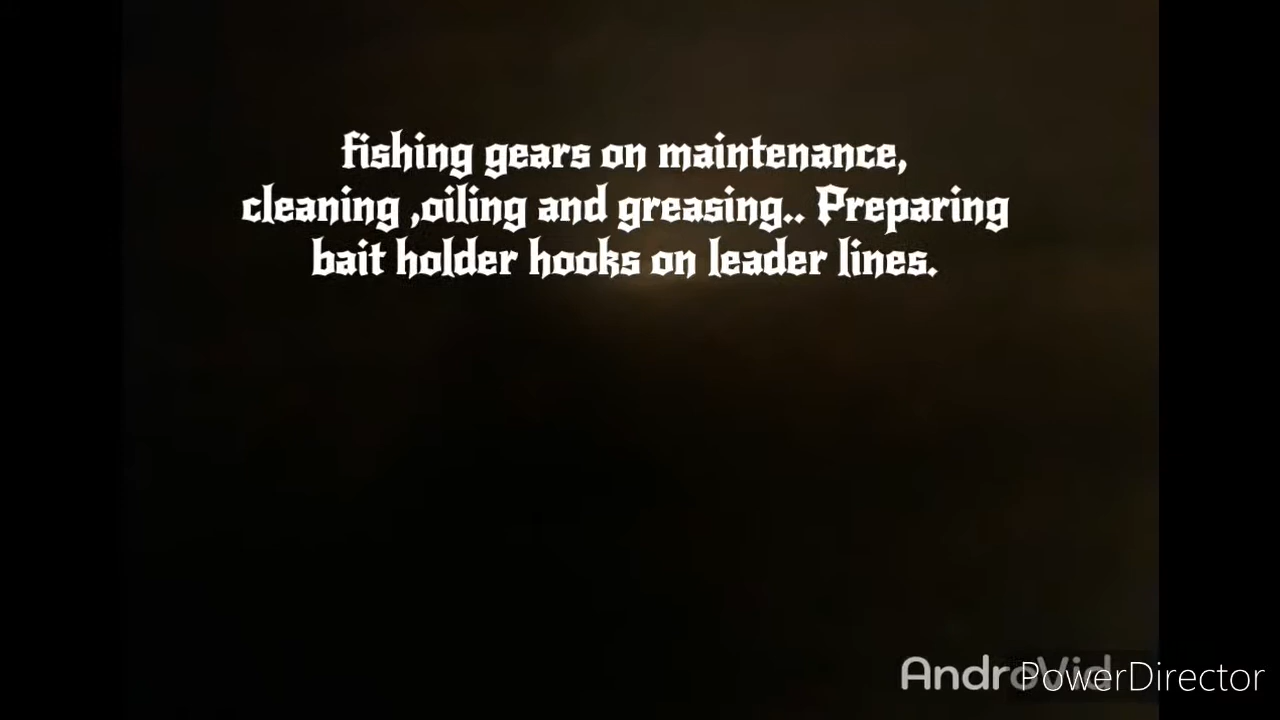 fishing gears on maintenance,
cleaning ,oiling and greasing.. Preparing
bait holder hooks on leader lines.
AndroVid
PowerDirector